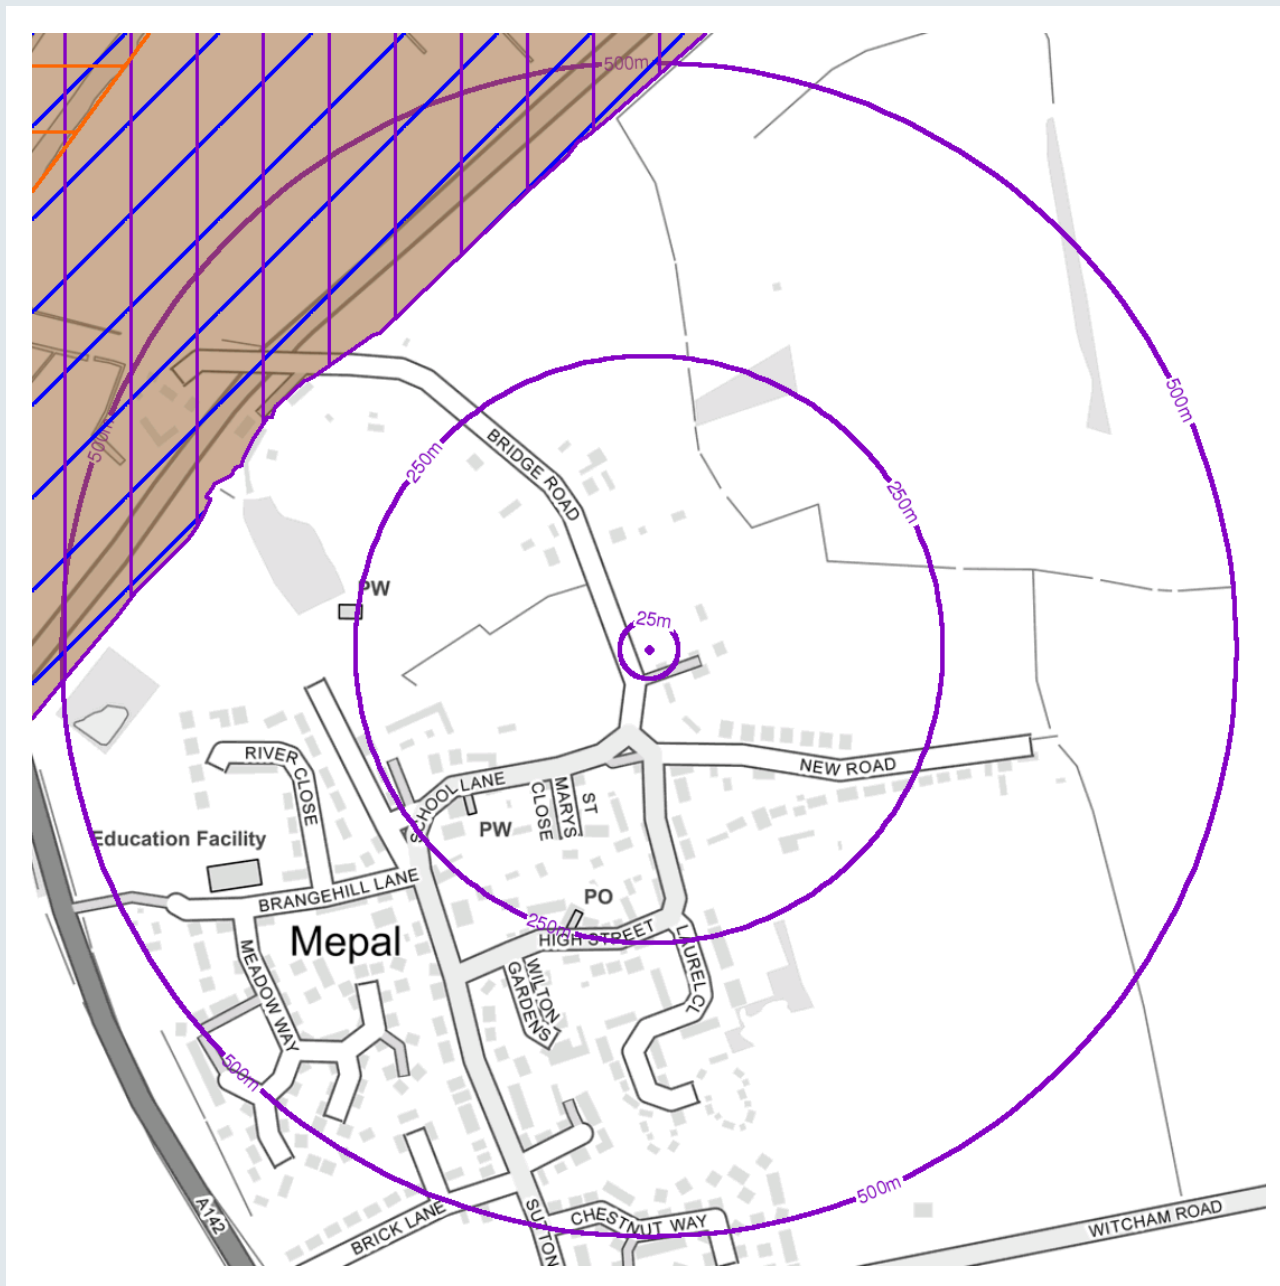 500m
500m
500m
250m
BRIDGE ROAD
250m
PW
25m
RIVER CLOSE
SCHOOL LANE
NEW ROAD
ST
MARYS
CLOSE
PW
Education Facility
BRANGEHILL LANE
PO
250m
HIGH STREET
Mepal
LAUREL CL
MEADOW WAY
WILTON
GARDENS
500m
500m
A142
BRICK LANE
SUTTON
CHESTNUT WAY
WITCHAM ROAD